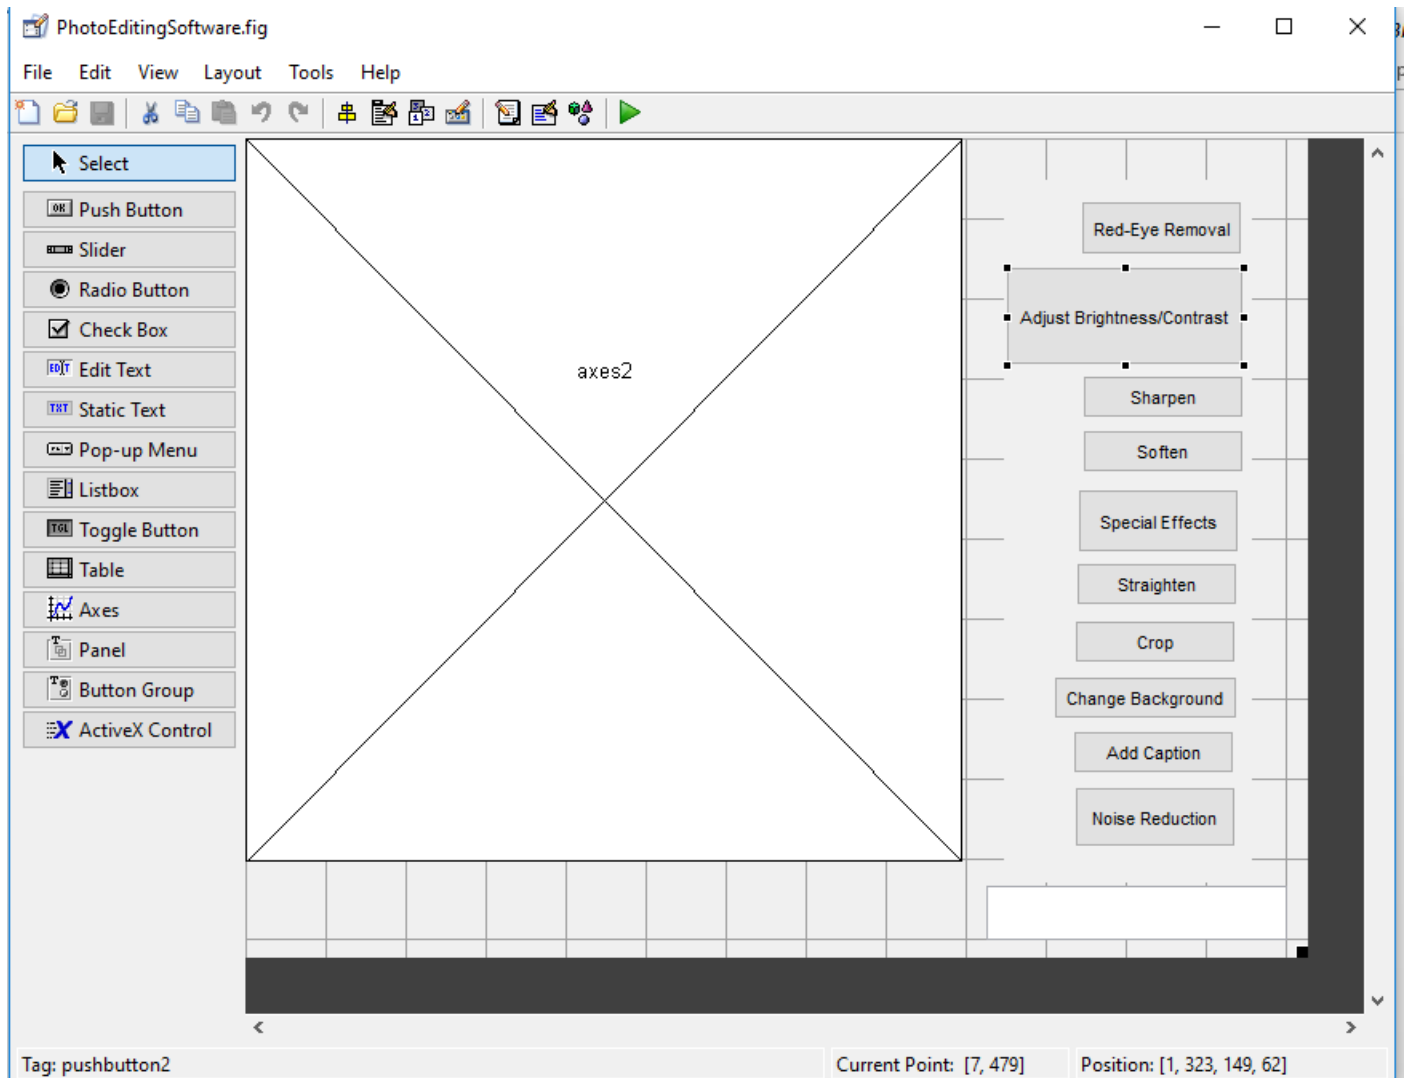 PhotoEditingSoftware.fig
File Edit View Layout Tools Help
Select
Push Button
Slider
Radio Button
Check Box
Edit Text
Static Text
Pop-up Menu
Listbox
Toggle Button
Table
Axes
Panel
Button Group
ActiveX Control
axes2
Red-Eye Removal
Adjust Brightness/Contrast
Sharpen
Soften
Special Effects
Straighten
Crop
Change Background
Add Caption
Noise Reduction
Tag: pushbutton2
Current Point: [7, 479]
Position: [1, 323, 149, 62]